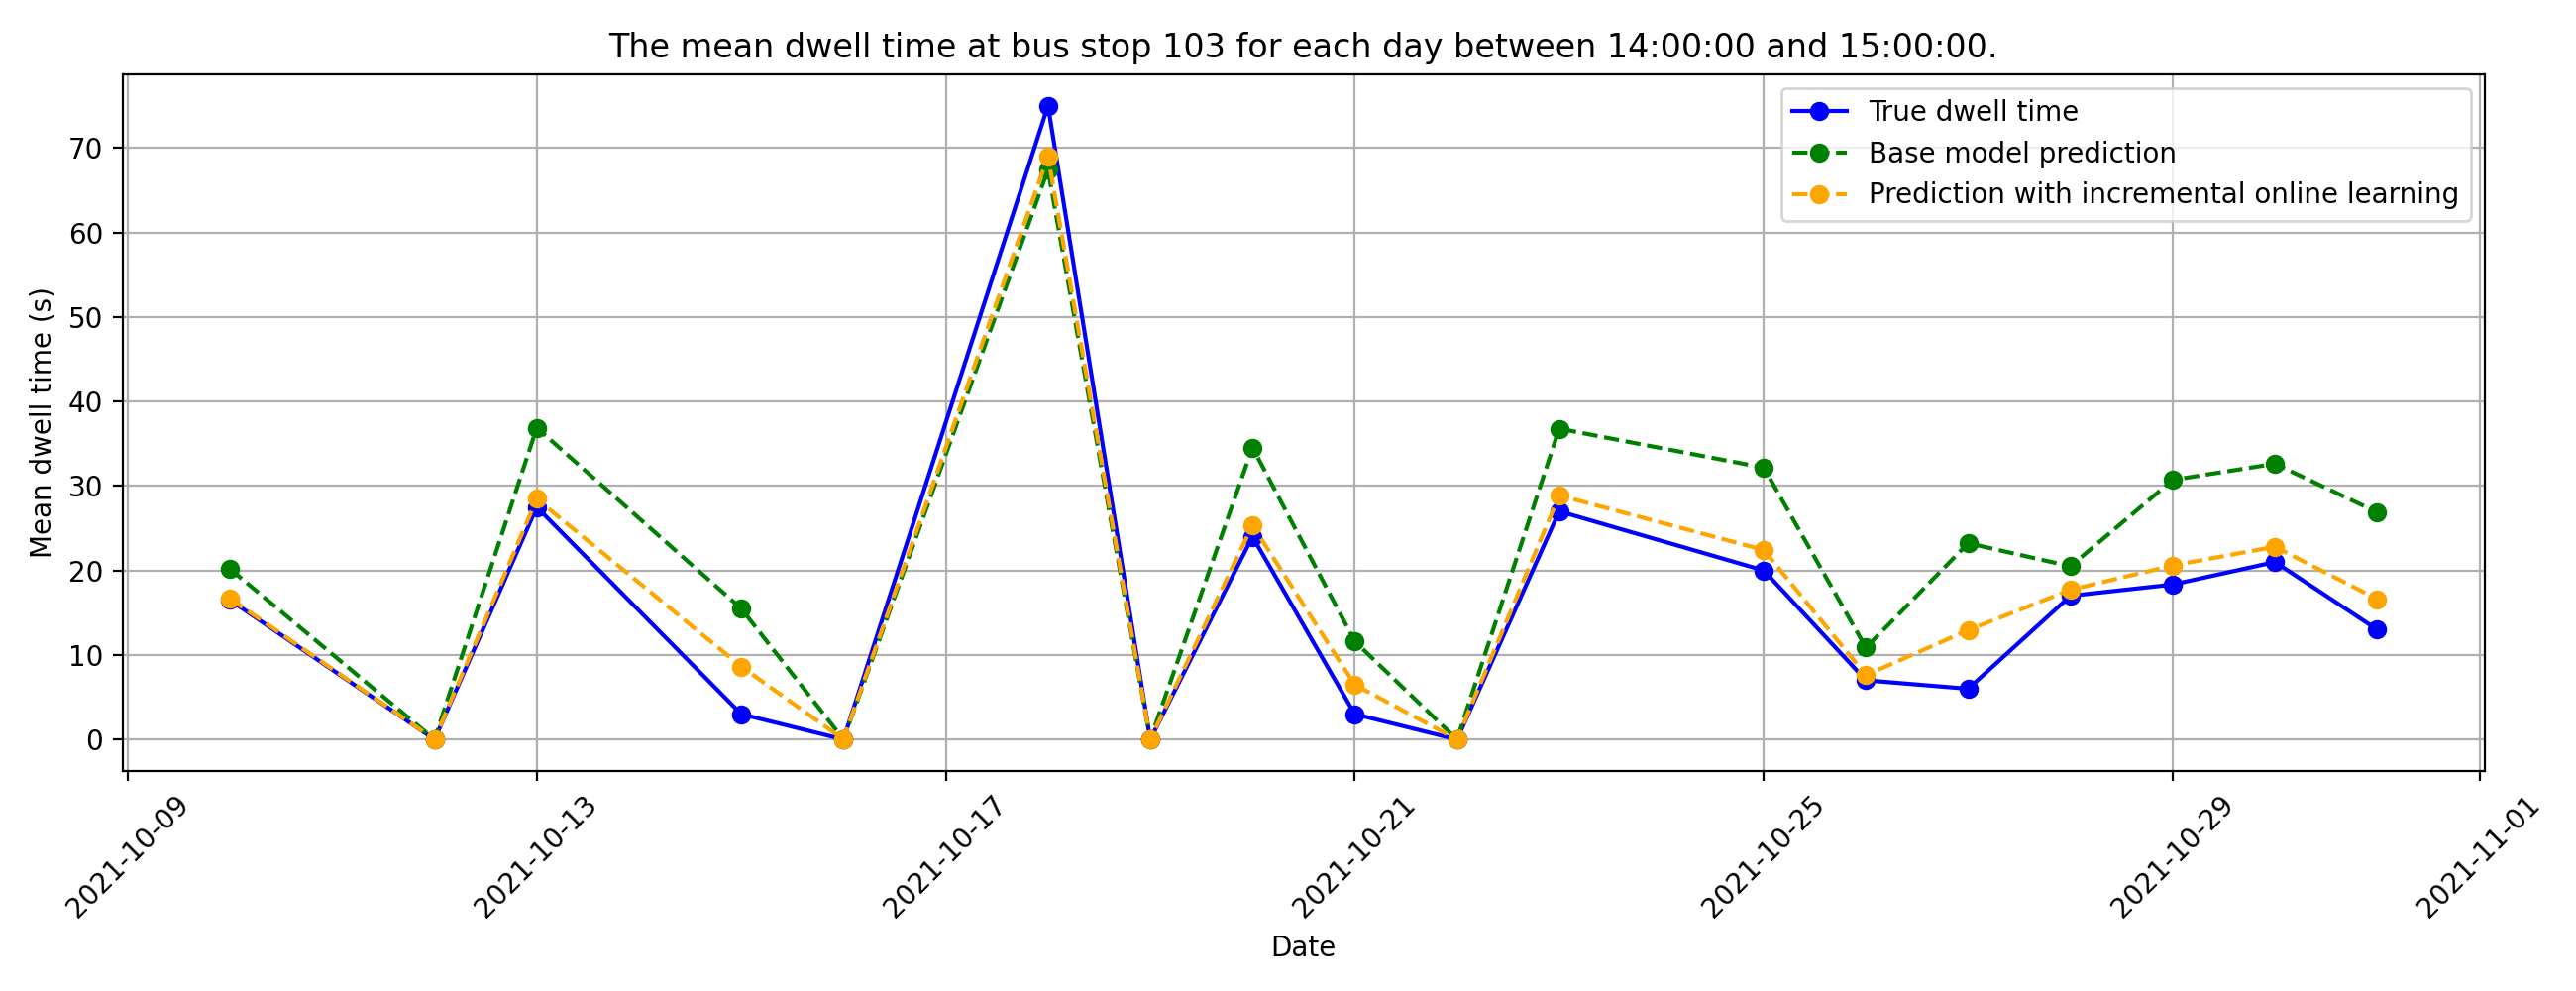 The mean dwell time at bus stop 103 for each day between 14:00:00 and 15:00:00.
True dwell time
Base model prediction
Prediction with incremental online learning
Mean dwell time (s)
70
60
50
40
30
20
10
0
2021-10-09
2021-10-13
2021-10-17
2021-10-21
2021-10-25
2021-10-29
2021-11-01
Date